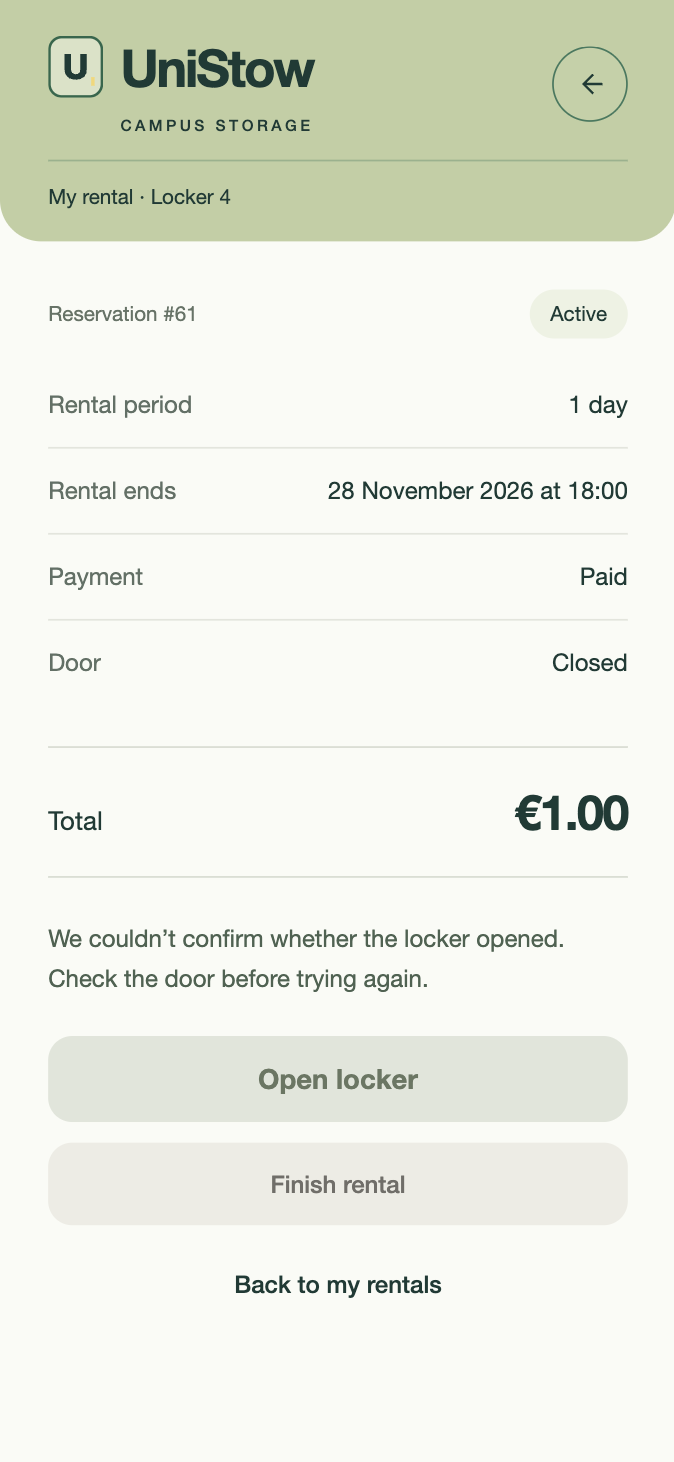 U
UniStow
CAMPUS STORAGE
My rental · Locker 4
Reservation #61
Active
Rental period
1 day
Rental ends
28 November 2026 at 18:00
Payment
Paid
Door
Closed
Total
€1.00
We couldn’t confirm whether the locker opened.
Check the door before trying again.
Open locker
Finish rental
Back to my rentals